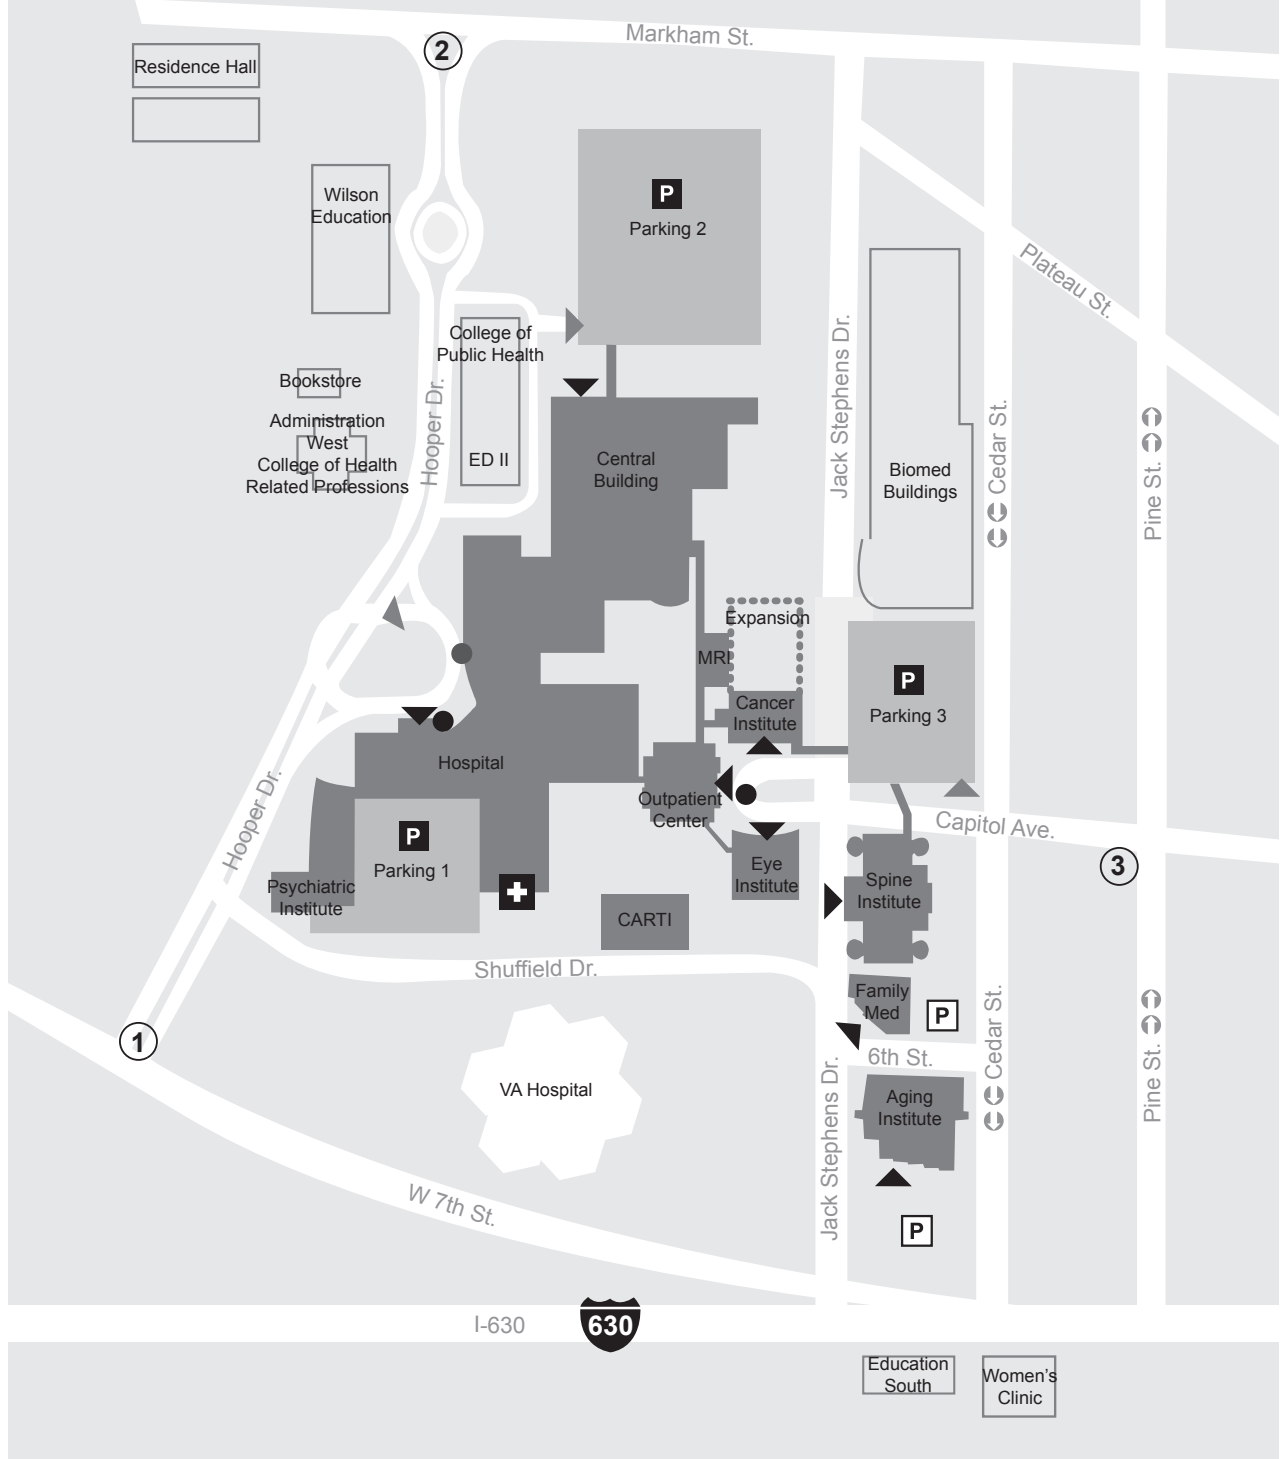 Markham St.
2
Residence Hall
Wilson
Education
P
Parking 2
Plateau St.
College of
Public Health
Jack Stephens Dr.
Bookstore
Hooper Dr.
Administration
West
College of Health
Related Professions
ED II
Central
Building
Biomed
Buildings
Cedar St.
Pine St.
Expansion
MRI
Cancer
Institute
P
Parking 3
Hospital
Outpatient
Center
Capitol Ave.
Hooper Dr.
P
Parking 1
Eye
Institute
3
Spine
Institute
Psychiatric
Institute
CARTI
Shuffield Dr.
Family
Med
P
Cedar St.
Pine St.
1
6th St.
VA Hospital
Jack Stephens Dr.
Aging
Institute
W 7th St.
P
I-630
630
Education
South
Women's
Clinic